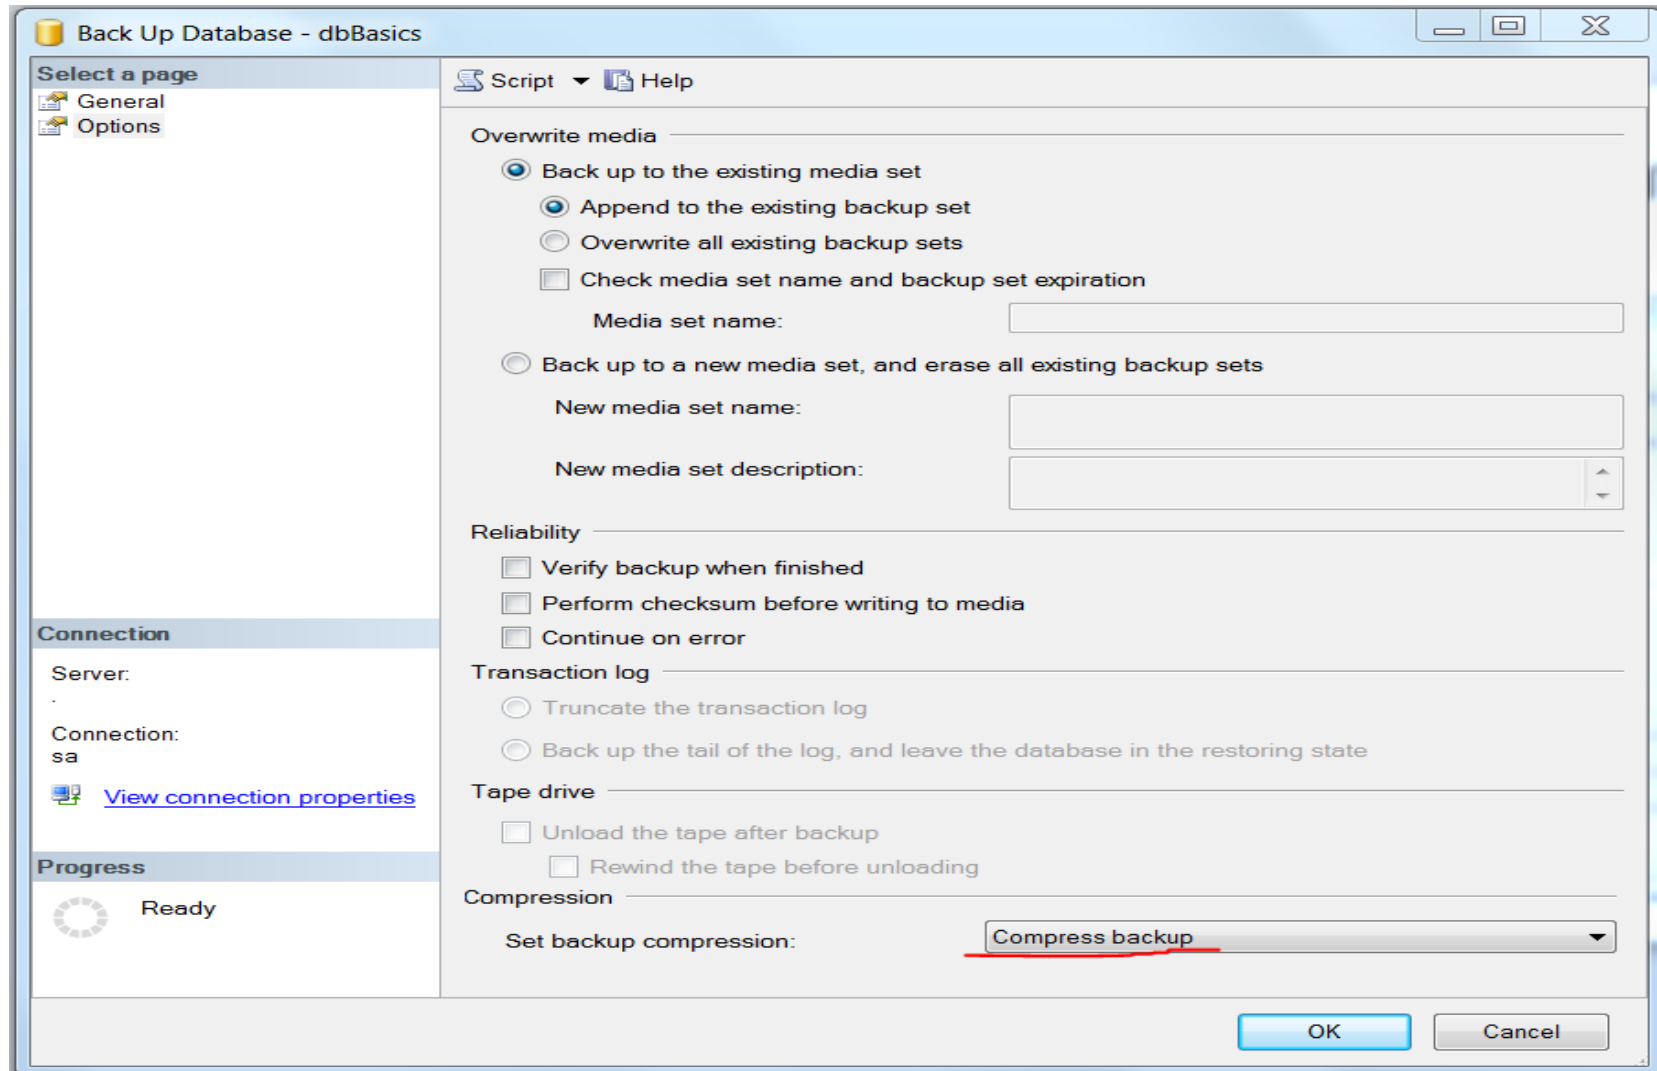 Back Up Database - dbBasics
Select a page
General
Options
Script
Help
Overwrite media
Back up to the existing media set
Append to the existing backup set
Overwrite all existing backup sets
Check media set name and backup set expiration
Media set name:
Back up to a new media set, and erase all existing backup sets
New media set name:
New media set description:
Reliability
Verify backup when finished
Perform checksum before writing to media
Continue on error
Transaction log
Truncate the transaction log
Back up the tail of the log, and leave the database in the restoring state
Tape drive
Unload the tape after backup
Rewind the tape before unloading
Compression
Set backup compression:
Compress backup
Connection
Server:
.
Connection:
sa
View connection properties
Progress
Ready
OK
Cancel